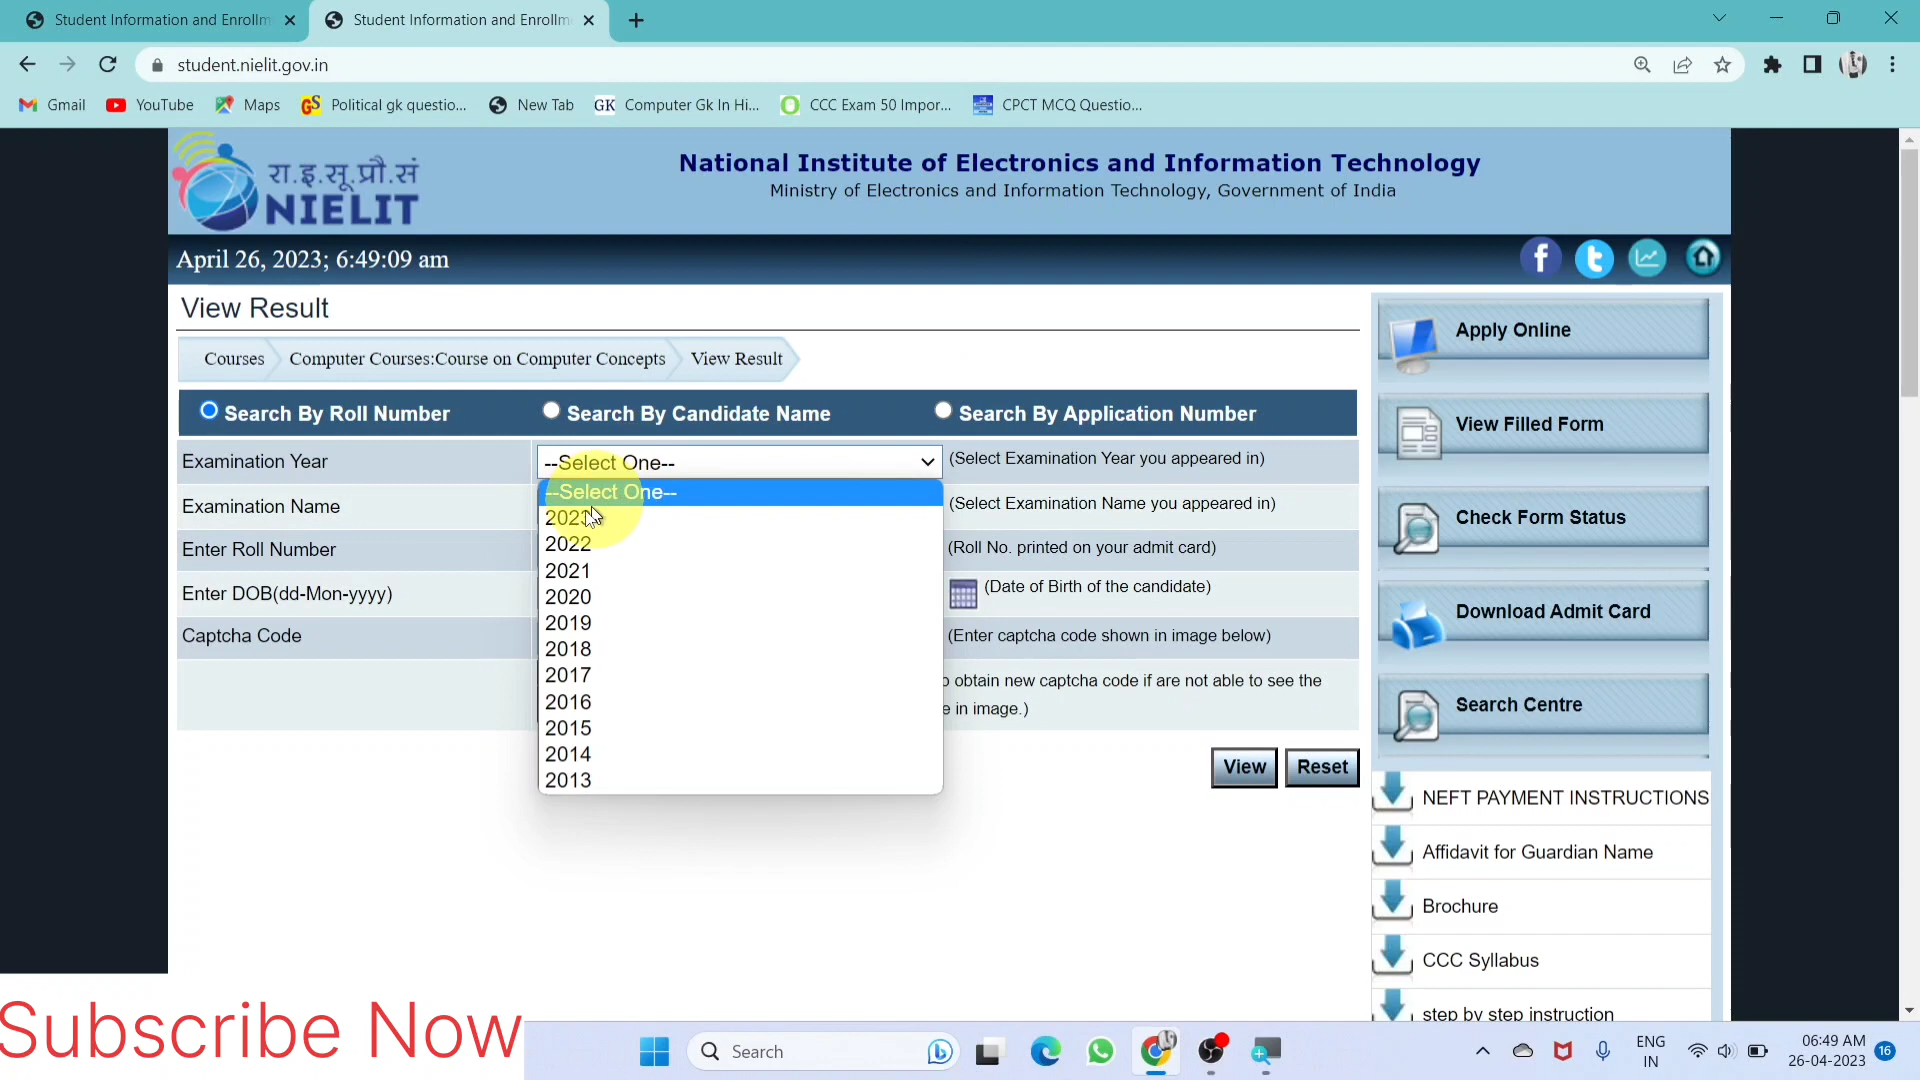 Student Information and Enrollm
Student Information and Enrollm
student.nielit.gov.in
Gmail
YouTube
Maps
GS
Political gk questio...
New Tab
GK
Computer Gk In Hi...
CCC Exam 50 Impor...
CPCT MCQ Questio...
रा.इ.सू.प्रौ.सं
NIELIT
National Institute of Electronics and Information Technology
Ministry of Electronics and Information Technology, Government of India
April 26, 2023; 6:49:09 am
View Result
Courses
Computer Courses:Course on Computer Concepts
View Result
Search By Roll Number
Search By Candidate Name
Search By Application Number
Examination Year
--Select One--
(Select Examination Year you appeared in)
--Select One--
Examination Name
(Select Examination Name you appeared in)
2023
2022
Enter Roll Number
(Roll No. printed on your admit card)
2021
Enter DOB(dd-Mon-yyyy)
(Date of Birth of the candidate)
2020
2019
Captcha Code
(Enter captcha code shown in image below)
2018
2017
obtain new captcha code if are not able to see the
in image.)
2016
2015
2014
2013
View
Reset
Apply Online
View Filled Form
Check Form Status
Download Admit Card
Search Centre
NEFT PAYMENT INSTRUCTIONS
Affidavit for Guardian Name
Brochure
CCC Syllabus
step by step instruction
Subscribe Now
Search
ENG
IN
06:49 AM
26-04-2023
16